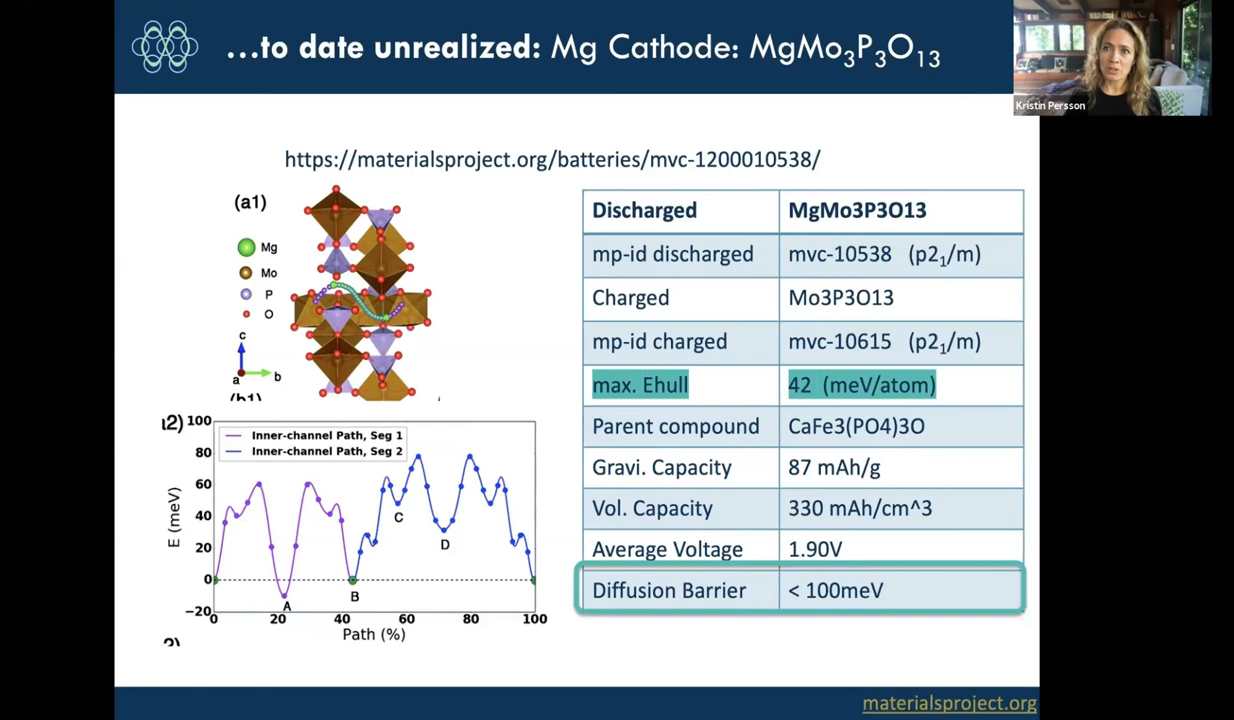 ...to date unrealized: Mg Cathode: MgMo₃P₃O₁₃
Kristin Persson
https://materialsproject.org/batteries/mvc-1200010538/
(a1)
Mg
Mo
P
O
c
a
b
(b1)
a2)
Inner-channel Path, Seg 1
Inner-channel Path, Seg 2
E (meV)
100
80
60
40
20
0
−20
A
B
C
D
0
20
40
60
80
100
Path (%)
Discharged MgMo3P3O13
mp-id discharged mvc-10538 (p2₁/m)
Charged Mo3P3O13
mp-id charged mvc-10615 (p2₁/m)
max. Ehull 42 (meV/atom)
Parent compound CaFe3(PO4)3O
Gravi. Capacity 87 mAh/g
Vol. Capacity 330 mAh/cm^3
Average Voltage 1.90V
Diffusion Barrier < 100meV
materialsproject.org